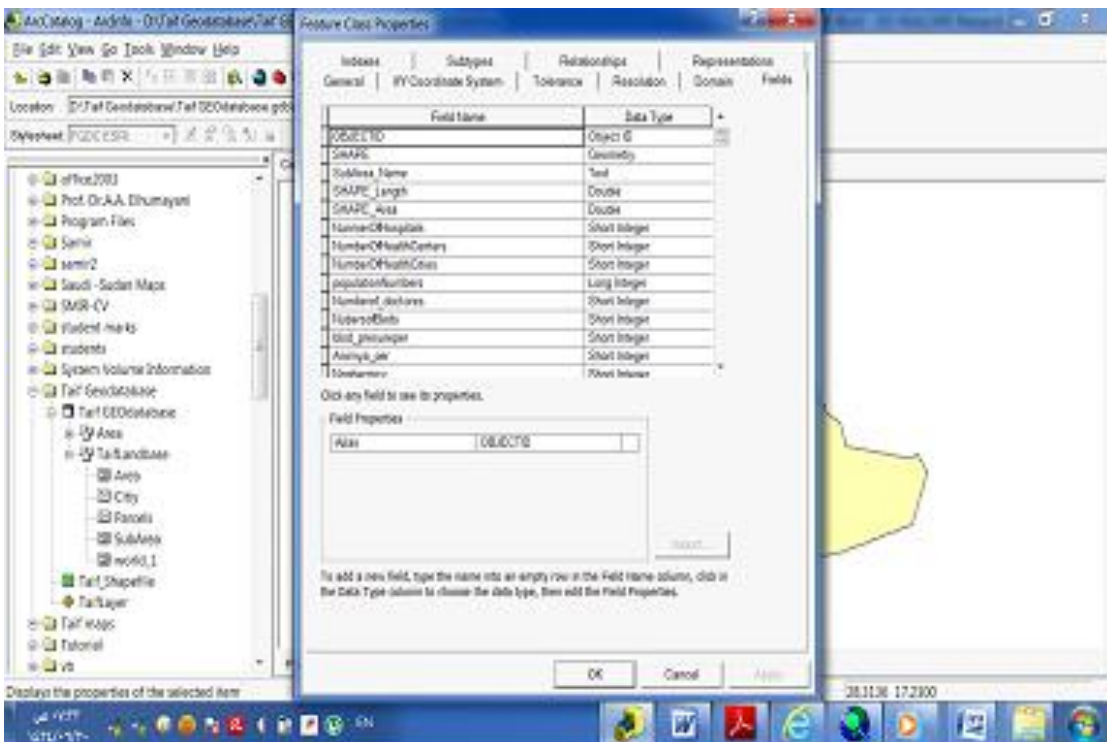 ArcCatalog - ArcInfo - D:\Taif Geodatabase\Taif GE
File Edit View Go Tools Window Help
Location: D:\Taif Geodatabase\Taif GEOdatabase.gdb
Stylesheet: FGDC ESRI
office2003
Prof. Dr.A.A. Elhumayani
Program Files
Samir
samir2
Saudi -Sudan Maps
SMIR-CV
student marks
students
System Volume Information
Taif Geodatabase
Taif GEOdatabase
Area
TaifLandbase
Area
City
Parcels
SubArea
world_1
Taif_Shapefile
TaifLayer
Taif maps
Tutorial
vb
Displays the properties of the selected item
Feature Class Properties
Indexes Subtypes Relationships Representations
General XY Coordinate System Tolerance Resolution Domain Fields
Field Name Data Type
OBJECTID Object ID
SHAPE Geometry
SubArea_Name Text
SHAPE_Length Double
SHAPE_Area Double
Short Integer
NumberOfHealthCenters Short Integer
Short Integer
populationNumbers Long Integer
Short Integer
Short Integer
Short Integer
Short Integer
Short Integer
Click any field to see its properties.
Field Properties
Alias OBJECTID
Import...
To add a new field, type the name into an empty row in the Field Name column, click in
the Data Type column to choose the data type, then edit the Field Properties.
OK Cancel Apply
EN